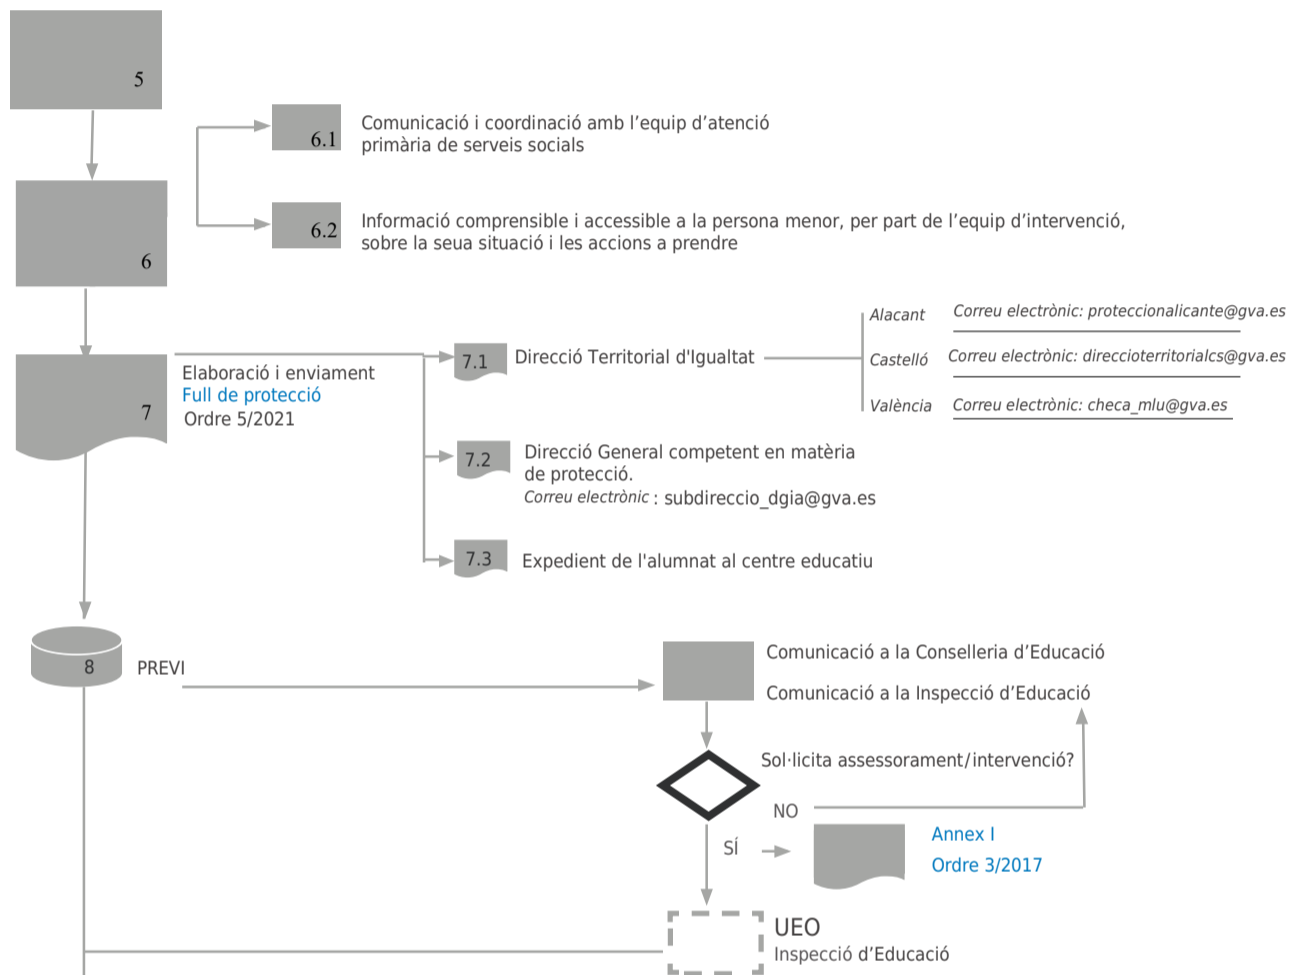 5
6.1
Comunicació i coordinació amb l’equip d’atenció
primària de serveis socials
6.2
Informació comprensible i accessible a la persona menor, per part de l’equip d’intervenció,
sobre la seua situació i les accions a prendre
6
7
Elaboració i enviament
Full de protecció
Ordre 5/2021
7.1
Direcció Territorial d'Igualtat
Alacant Correu electrònic: proteccionalicante@gva.es
Castelló Correu electrònic: direccioterritorialcs@gva.es
València Correu electrònic: checa_mlu@gva.es
7.2
Direcció General competent en matèria
de protecció.
Correu electrònic : subdireccio_dgia@gva.es
7.3
Expedient de l'alumnat al centre educatiu
8
PREVI
Comunicació a la Conselleria d’Educació
Comunicació a la Inspecció d’Educació
Sol·licita assessorament/intervenció?
NO
SÍ
Annex I
Ordre 3/2017
UEO
Inspecció d’Educació